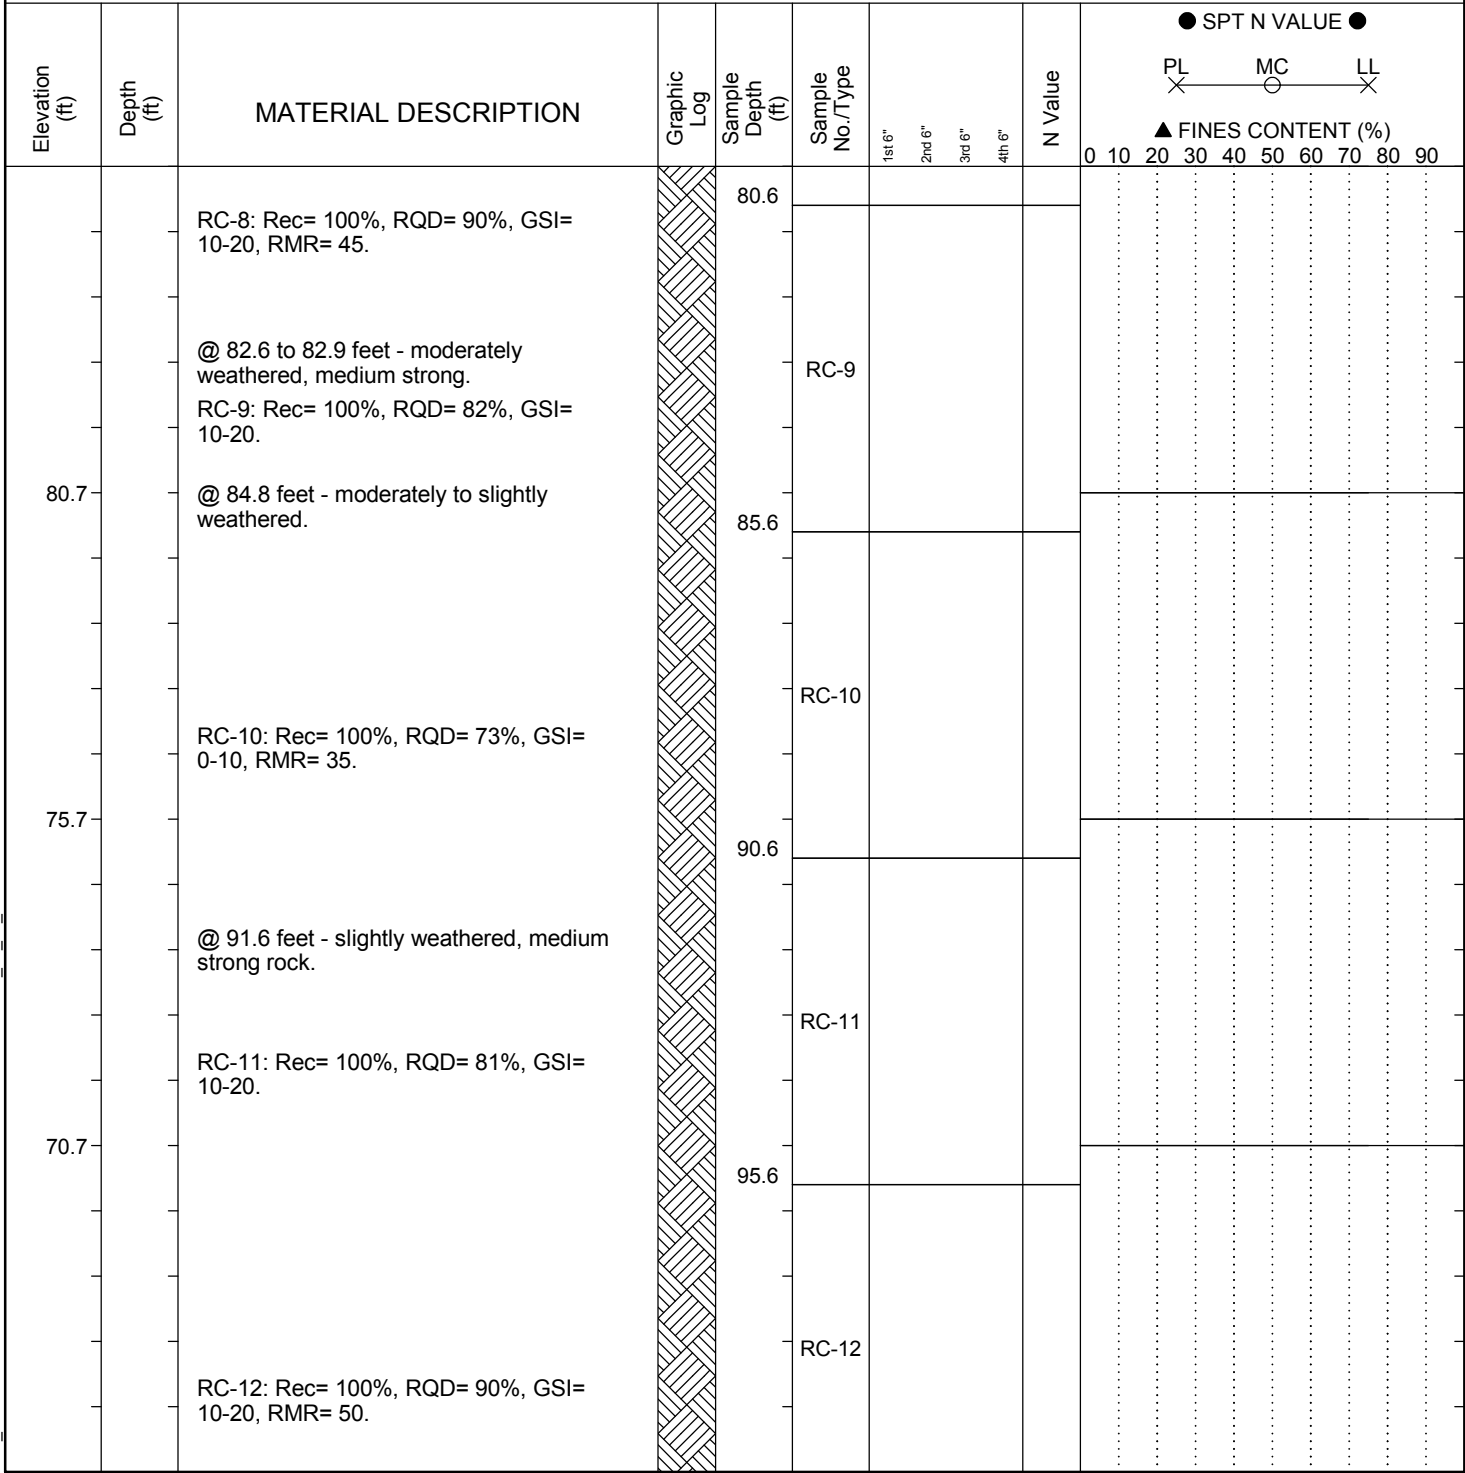 Elevation
(ft)
Depth
(ft)
MATERIAL DESCRIPTION
Graphic
Log
Sample
Depth
(ft)
Sample
No./Type
1st 6"
2nd 6"
3rd 6"
4th 6"
N Value
● SPT N VALUE ●
PL MC LL
▲ FINES CONTENT (%)
0 10 20 30 40 50 60 70 80 90
80.6
RC-8: Rec= 100%, RQD= 90%, GSI=
10-20, RMR= 45.
@ 82.6 to 82.9 feet - moderately
weathered, medium strong.
RC-9
RC-9: Rec= 100%, RQD= 82%, GSI=
10-20.
80.7
@ 84.8 feet - moderately to slightly
weathered.
85.6
RC-10
RC-10: Rec= 100%, RQD= 73%, GSI=
0-10, RMR= 35.
75.7
90.6
@ 91.6 feet - slightly weathered, medium
strong rock.
RC-11
RC-11: Rec= 100%, RQD= 81%, GSI=
10-20.
70.7
95.6
RC-12
RC-12: Rec= 100%, RQD= 90%, GSI=
10-20, RMR= 50.